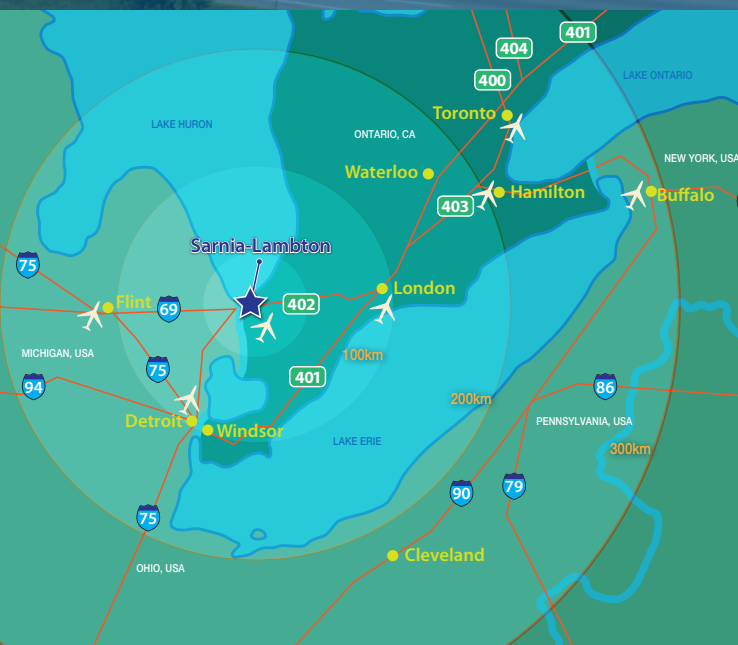 401
404
400
LAKE ONTARIO
Toronto
LAKE HURON
ONTARIO, CA
NEW YORK, USA
Waterloo
403
Hamilton
Buffalo
Sarnia-Lambton
75
Flint
69
402
London
MICHIGAN, USA
75
100km
94
401
86
200km
Detroit
Windsor
PENNSYLVANIA, USA
LAKE ERIE
300km
90
79
75
Cleveland
OHIO, USA